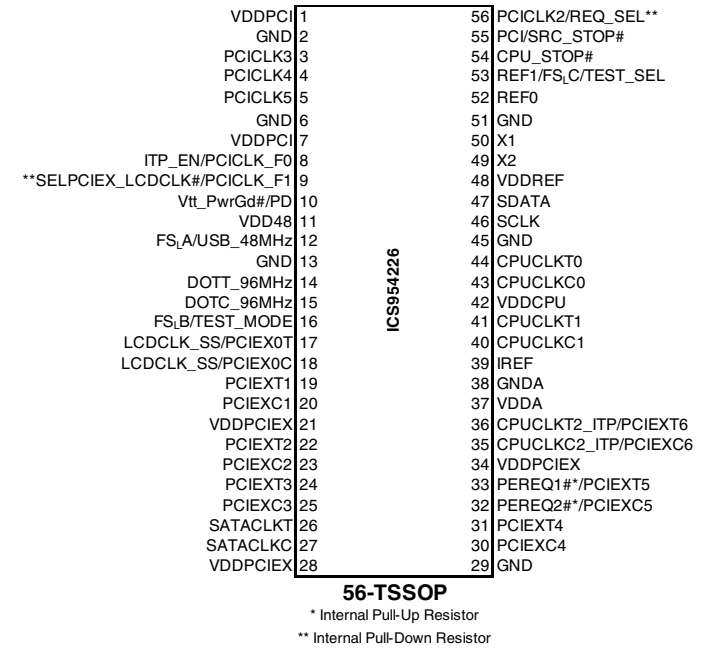 VDDPCI 1 56 PCICLK2/REQ_SEL**
GND 2 55 PCI/SRC_STOP#
PCICLK3 3 54 CPU_STOP#
PCICLK4 4 53 REF1/FSLC/TEST_SEL
PCICLK5 5 52 REF0
GND 6 51 GND
VDDPCI 7 50 X1
ITP_EN/PCICLK_F0 8 49 X2
**SELPCIEX_LCDCLK#/PCICLK_F1 9 48 VDDREF
Vtt_PwrGd#/PD 10 47 SDATA
VDD48 11 46 SCLK
FSLA/USB_48MHz 12 45 GND
GND 13 44 CPUCLKT0
DOTT_96MHz 14 43 CPUCLKC0
DOTC_96MHz 15 42 VDDCPU
FSLB/TEST_MODE 16 41 CPUCLKT1
LCDCLK_SS/PCIEX0T 17 40 CPUCLKC1
LCDCLK_SS/PCIEX0C 18 39 IREF
PCIEXT1 19 38 GNDA
PCIEXC1 20 37 VDDA
VDDPCIEX 21 36 CPUCLKT2_ITP/PCIEXT6
PCIEXT2 22 35 CPUCLKC2_ITP/PCIEXC6
PCIEXC2 23 34 VDDPCIEX
PCIEXT3 24 33 PEREQ1#*/PCIEXT5
PCIEXC3 25 32 PEREQ2#*/PCIEXC5
SATACLKT 26 31 PCIEXT4
SATACLKC 27 30 PCIEXC4
VDDPCIEX 28 29 GND
ICS954226
56-TSSOP
* Internal Pull-Up Resistor
** Internal Pull-Down Resistor